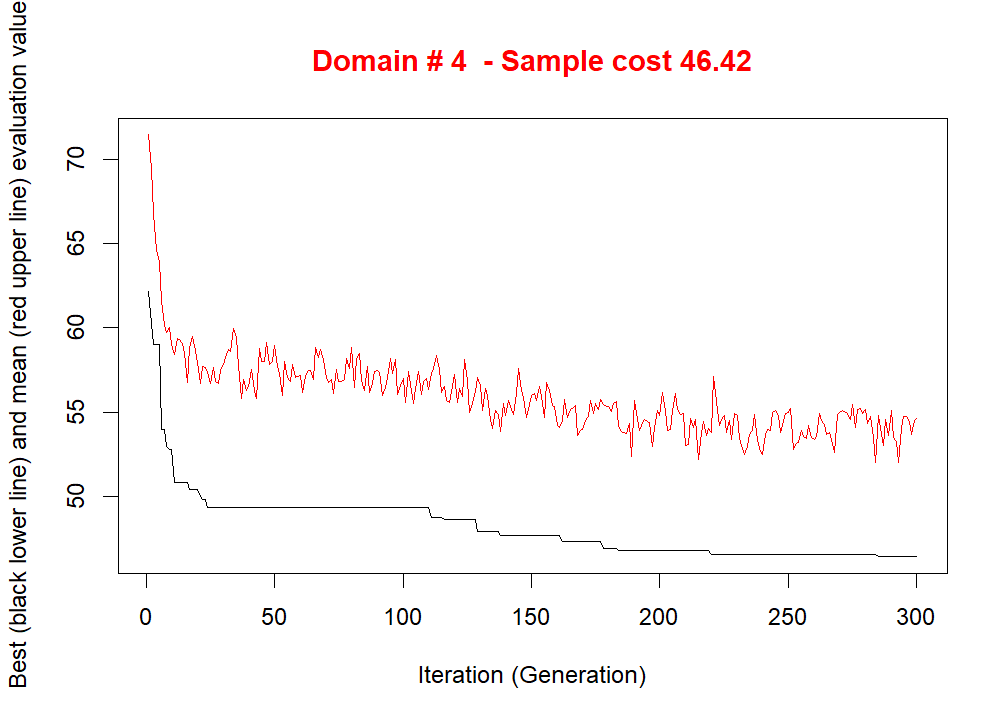 Domain # 4  - Sample cost 46.42
Best (black lower line) and mean (red upper line) evaluation value
70
65
60
55
50
0 50 100 150 200 250 300
Iteration (Generation)